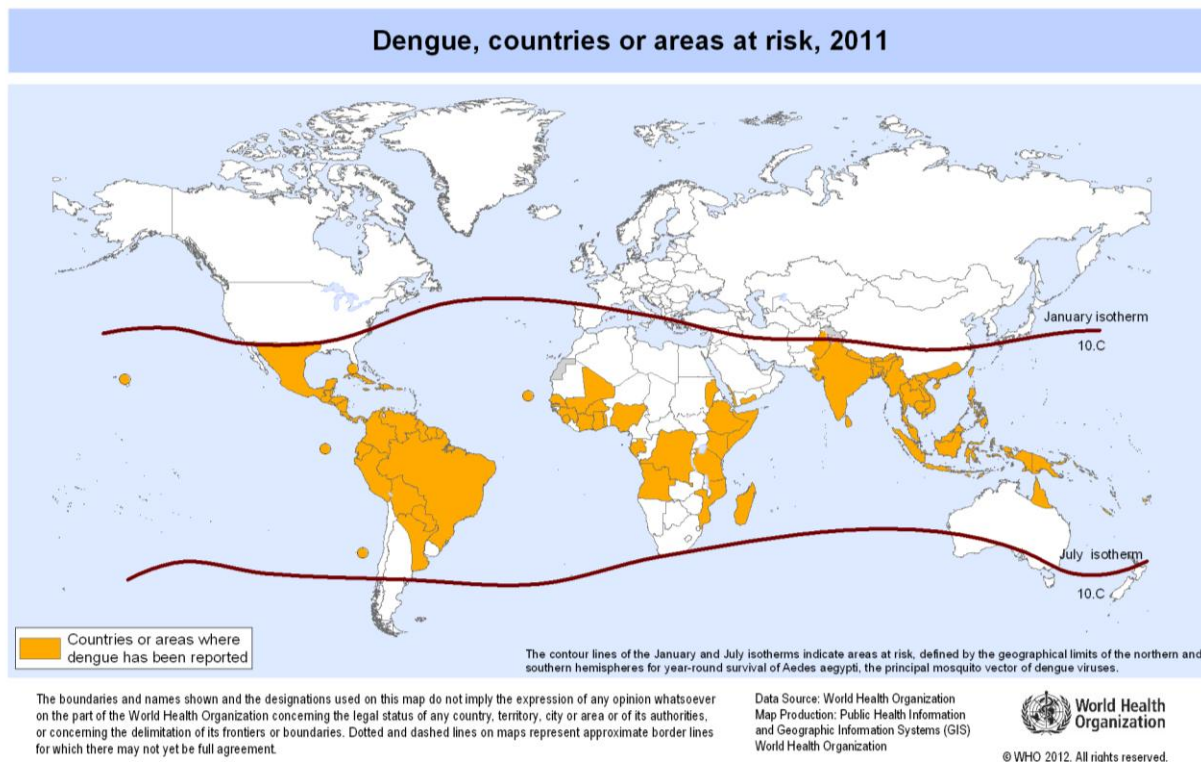 Dengue, countries or areas at risk, 2011
January isotherm
10.C
July isotherm
10.C
Countries or areas where
dengue has been reported
The contour lines of the January and July isotherms indicate areas at risk, defined by the geographical limits of the northern and
southern hemispheres for year-round survival of Aedes aegypti, the principal mosquito vector of dengue viruses.
The boundaries and names shown and the designations used on this map do not imply the expression of any opinion whatsoever
on the part of the World Health Organization concerning the legal status of any country, territory, city or area or of its authorities,
or concerning the delimitation of its frontiers or boundaries. Dotted and dashed lines on maps represent approximate border lines
for which there may not yet be full agreement.
Data Source: World Health Organization
Map Production: Public Health Information
and Geographic Information Systems (GIS)
World Health Organization
World Health
Organization
© WHO 2012. All rights reserved.